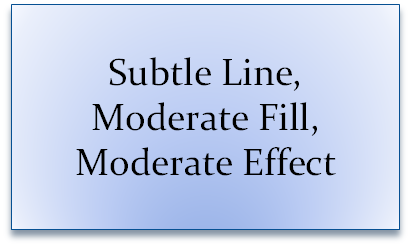 Subtle Line,
Moderate Fill,
Moderate Effect